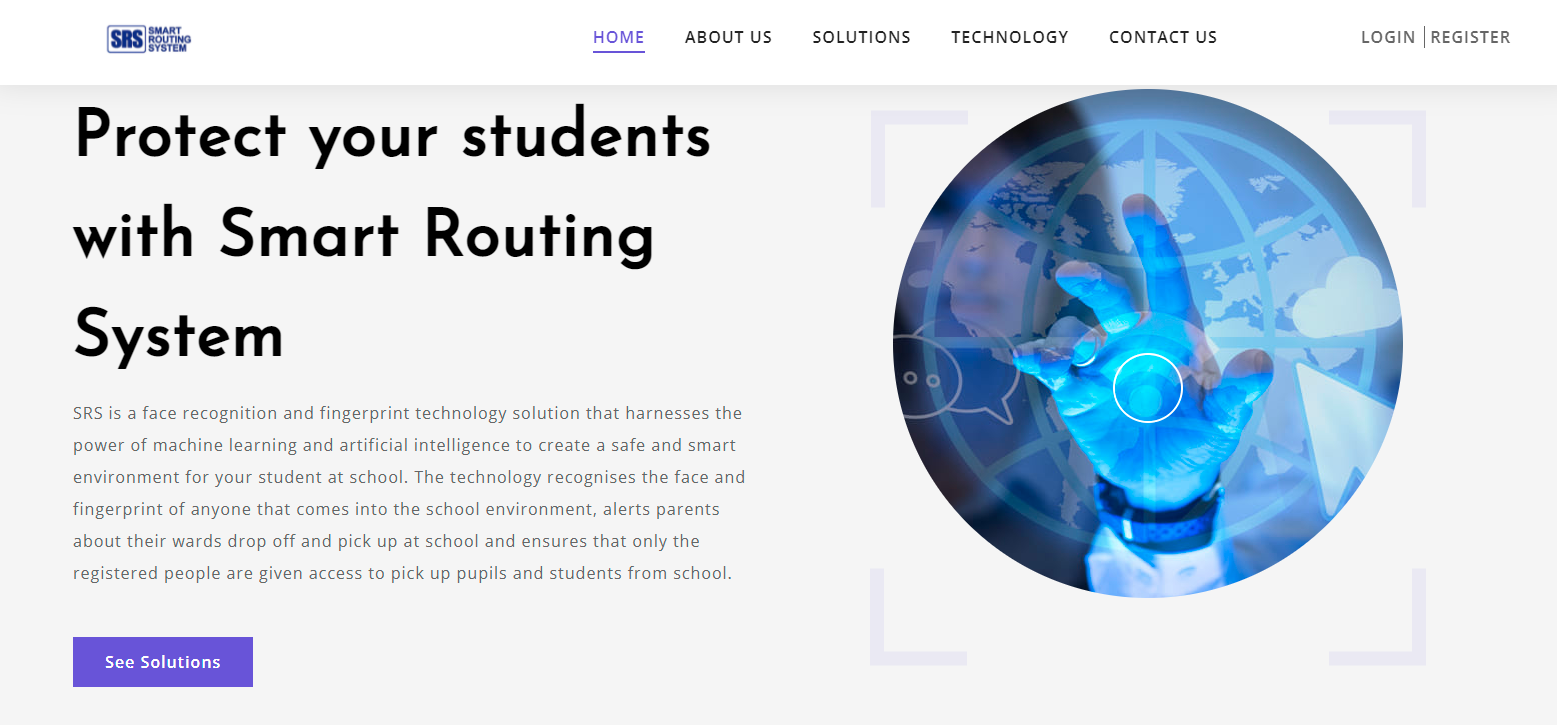 SRS SMART
ROUTING
SYSTEM
HOME ABOUT US SOLUTIONS TECHNOLOGY CONTACT US LOGIN REGISTER
Protect your students
with Smart Routing
System
SRS is a face recognition and fingerprint technology solution that harnesses the
power of machine learning and artificial intelligence to create a safe and smart
environment for your student at school. The technology recognises the face and
fingerprint of anyone that comes into the school environment, alerts parents
about their wards drop off and pick up at school and ensures that only the
registered people are given access to pick up pupils and students from school.
See Solutions